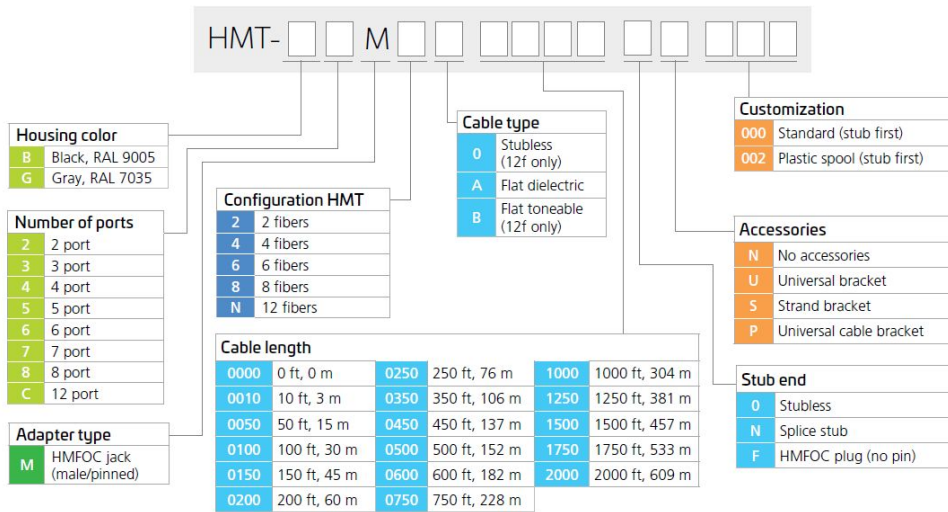 HMT- M
Housing color
B Black, RAL 9005
G Gray, RAL 7035
Number of ports
2 2 port
3 3 port
4 4 port
5 5 port
6 6 port
7 7 port
8 8 port
C 12 port
Adapter type
M HMFOC jack
(male/pinned)
Configuration HMT
2 2 fibers
4 4 fibers
6 6 fibers
8 8 fibers
N 12 fibers
Cable type
0 Stubless
(12f only)
A Flat dielectric
B Flat toneable
(12f only)
Cable length
0000 0 ft, 0 m 0250 250 ft, 76 m 1000 1000 ft, 304 m
0010 10 ft, 3 m 0350 350 ft, 106 m 1250 1250 ft, 381 m
0050 50 ft, 15 m 0450 450 ft, 137 m 1500 1500 ft, 457 m
0100 100 ft, 30 m 0500 500 ft, 152 m 1750 1750 ft, 533 m
0150 150 ft, 45 m 0600 600 ft, 182 m 2000 2000 ft, 609 m
0200 200 ft, 60 m 0750 750 ft, 228 m
Customization
000 Standard (stub first)
002 Plastic spool (stub first)
Accessories
N No accessories
U Universal bracket
S Strand bracket
P Universal cable bracket
Stub end
0 Stubless
N Splice stub
F HMFOC plug (no pin)